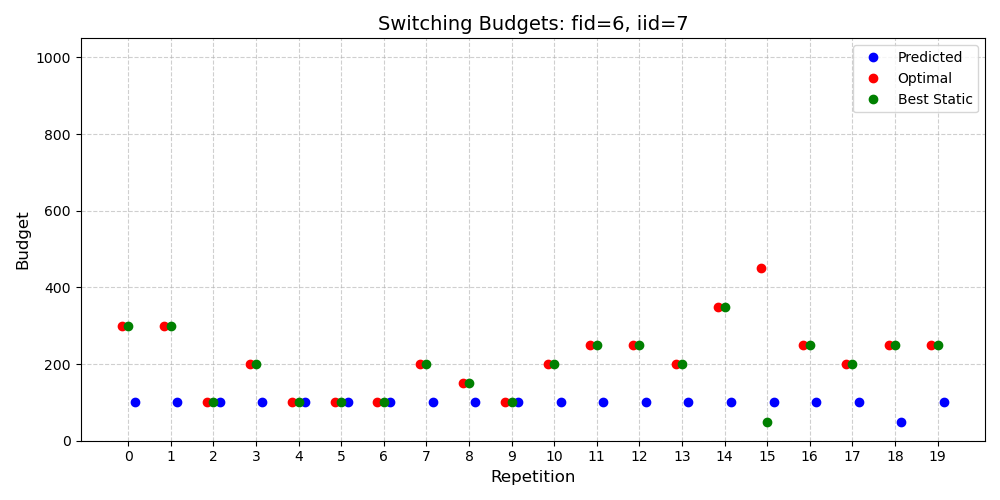 Switching Budgets: fid=6, iid=7
Predicted
Optimal
Best Static
Budget
1000
800
600
400
200
0
0 1 2 3 4 5 6 7 8 9 10 11 12 13 14 15 16 17 18 19
Repetition